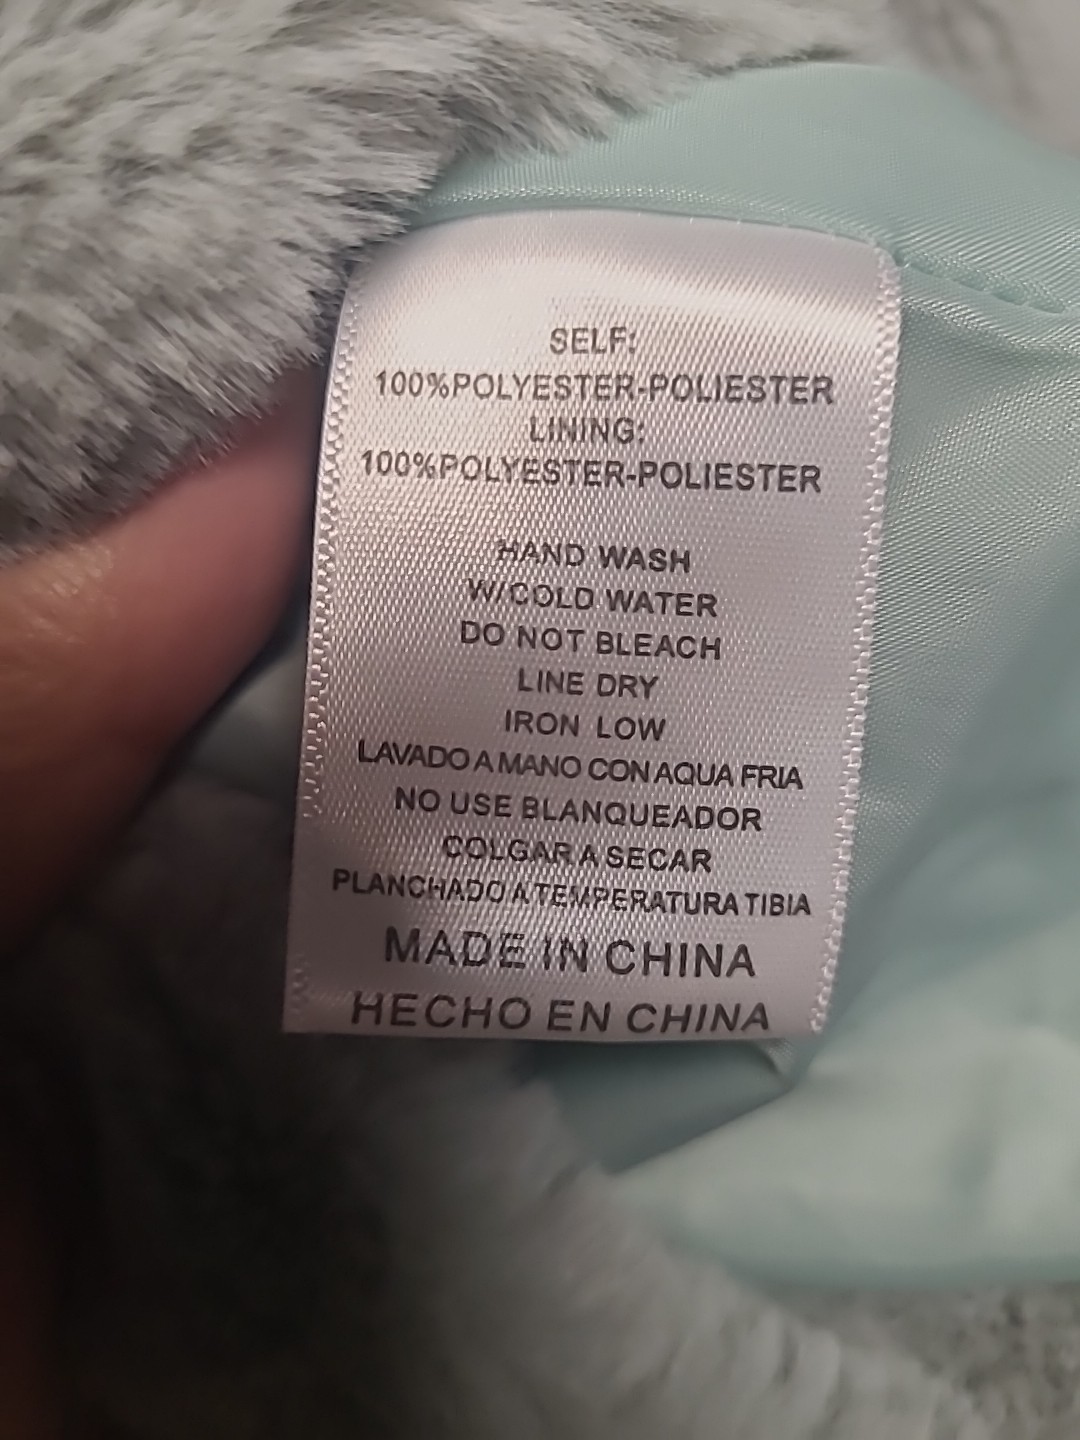 SELF:
100%POLYESTER-POLIESTER
LINING:
100%POLYESTER-POLIESTER
HAND WASH
W/COLD WATER
DO NOT BLEACH
LINE DRY
IRON LOW
LAVADO A MANO CON AQUA FRIA
NO USE BLANQUEADOR
COLGAR A SECAR
PLANCHADO A TEMPERATURA TIBIA
MADE IN CHINA
HECHO EN CHINA